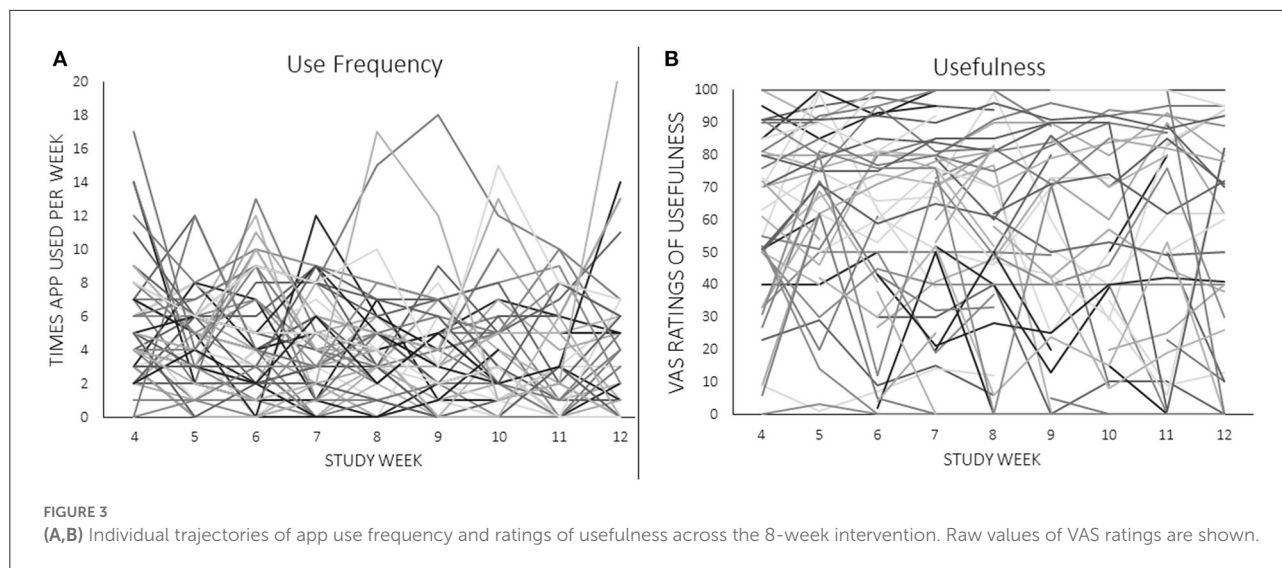 A
Use Frequency
TIMES APP USED PER WEEK
20
18
16
14
12
10
8
6
4
2
0
4 5 6 7 8 9 10 11 12
STUDY WEEK
B
Usefulness
VAS RATINGS OF USEFULNESS
100
90
80
70
60
50
40
30
20
10
0
4 5 6 7 8 9 10 11 12
STUDY WEEK
FIGURE 3
(A,B) Individual trajectories of app use frequency and ratings of usefulness across the 8-week intervention. Raw values of VAS ratings are shown.